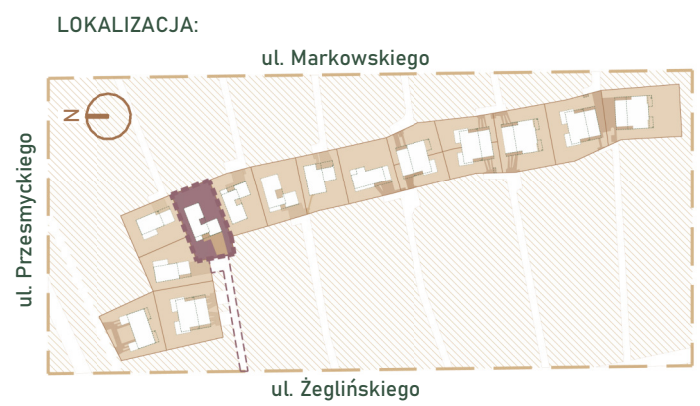 LOKALIZACJA:
ul. Markowskiego
N
ul. Przesmyckiego
ul. Żeglińskiego